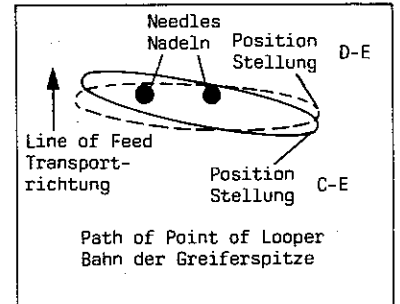 Needles
Nadeln
Position
Stellung
D-E
Line of Feed
Transport-
richtung
Position
Stellung
C-E
Path of Point of Looper
Bahn der Greiferspitze